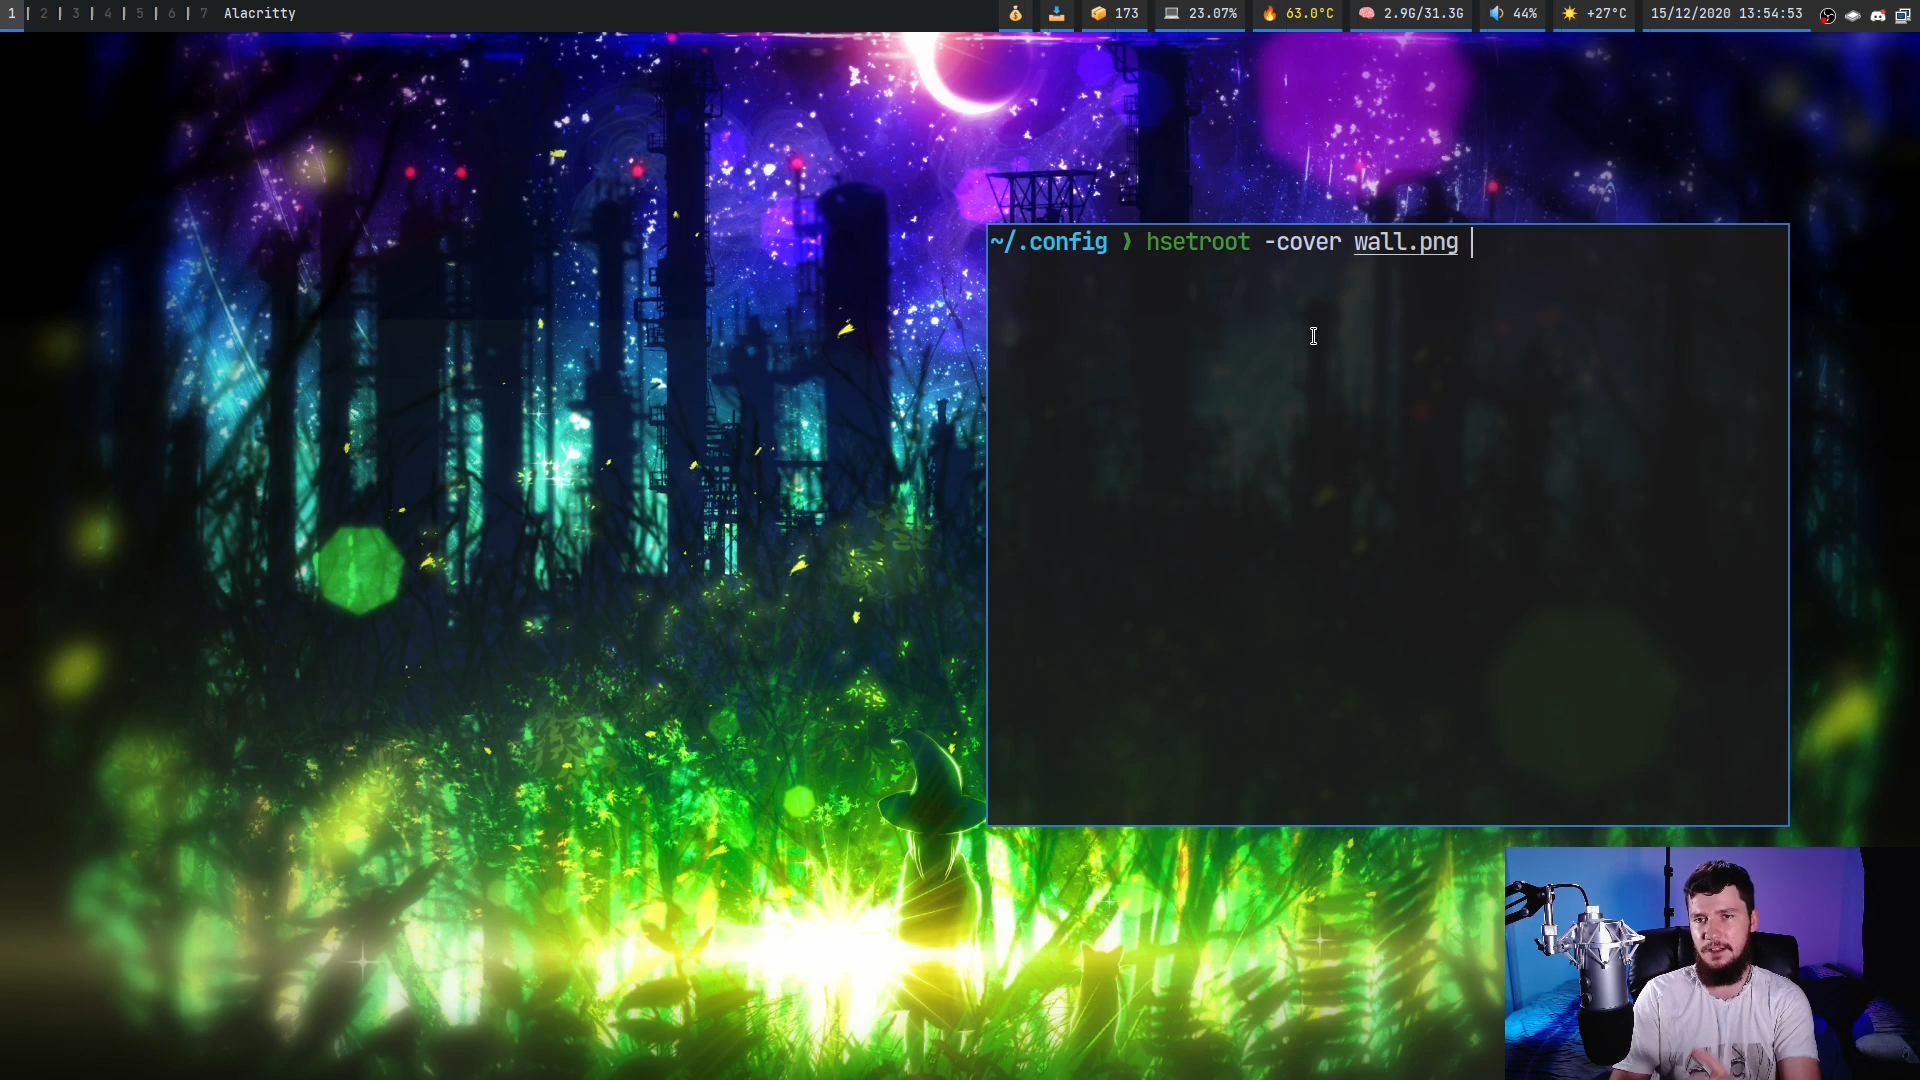 1 | 2 | 3 | 4 | 5 | 6 | 7 Alacritty 173 23.07% 63.0°C 2.9G/31.3G 44% +27°C 15/12/2020 13:54:53
~/.config ❯ hsetroot -cover wall.png